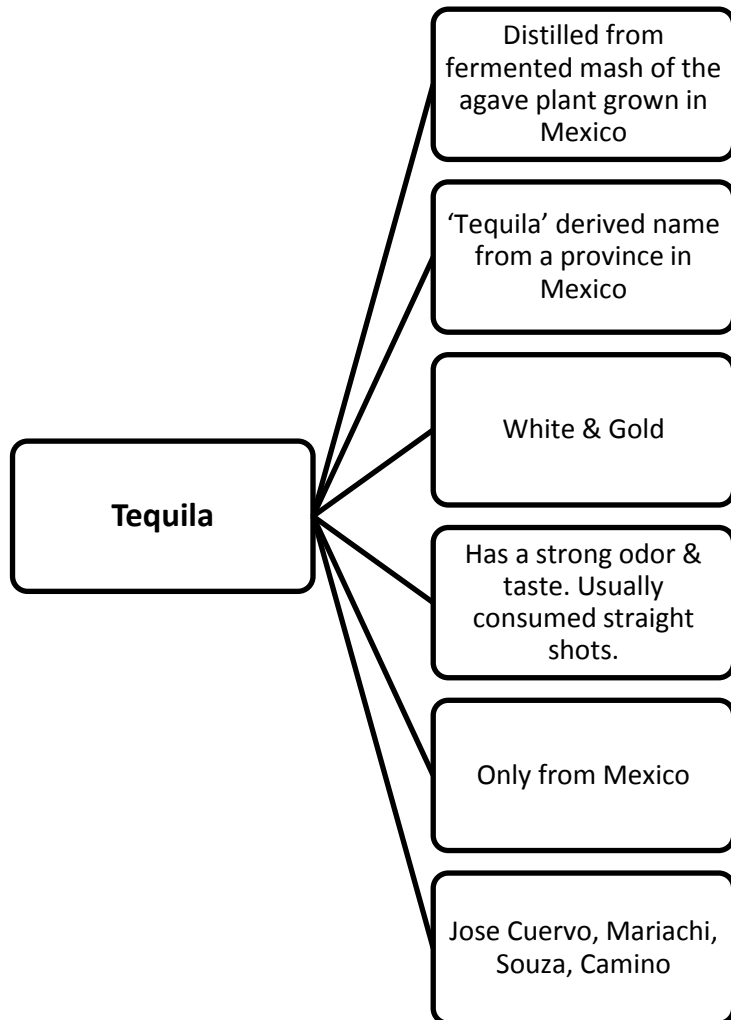 Distilled from
fermented mash of the
agave plant grown in
Mexico
‘Tequila’ derived name
from a province in
Mexico
White & Gold
Tequila
Has a strong odor &
taste. Usually
consumed straight
shots.
Only from Mexico
Jose Cuervo, Mariachi,
Souza, Camino